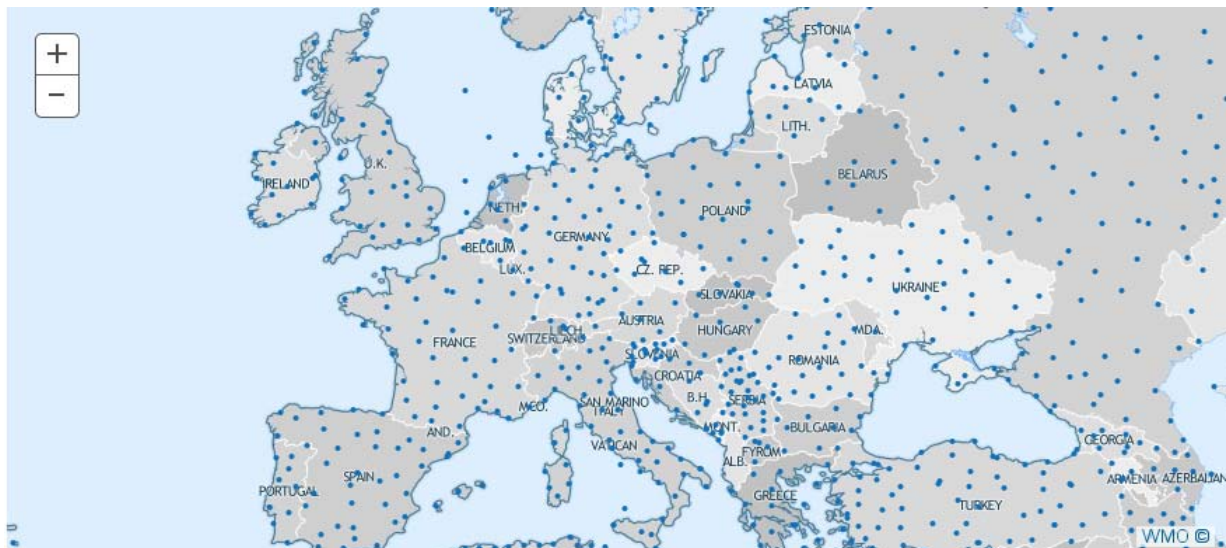 +
−
ESTONIA
LATVIA
LITH.
BELARUS
U.K.
IRELAND
NETH.
POLAND
GERMANY
BELGIUM
LUX.
CZ. REP.
UKRAINE
SLOVAKIA
AUSTRIA
LIECH.
SWITZERLAND
HUNGARY
MDA.
FRANCE
SLOVENIA
ROMANIA
CROATIA
B.H.
SERBIA
MCO.
SAN MARINO
ITALY
MONT.
BULGARIA
AND.
VATICAN
FYROM
GEORGIA
ALB.
SPAIN
PORTUGAL
GREECE
TURKEY
ARMENIA
AZERBAIJAN
WMO ©